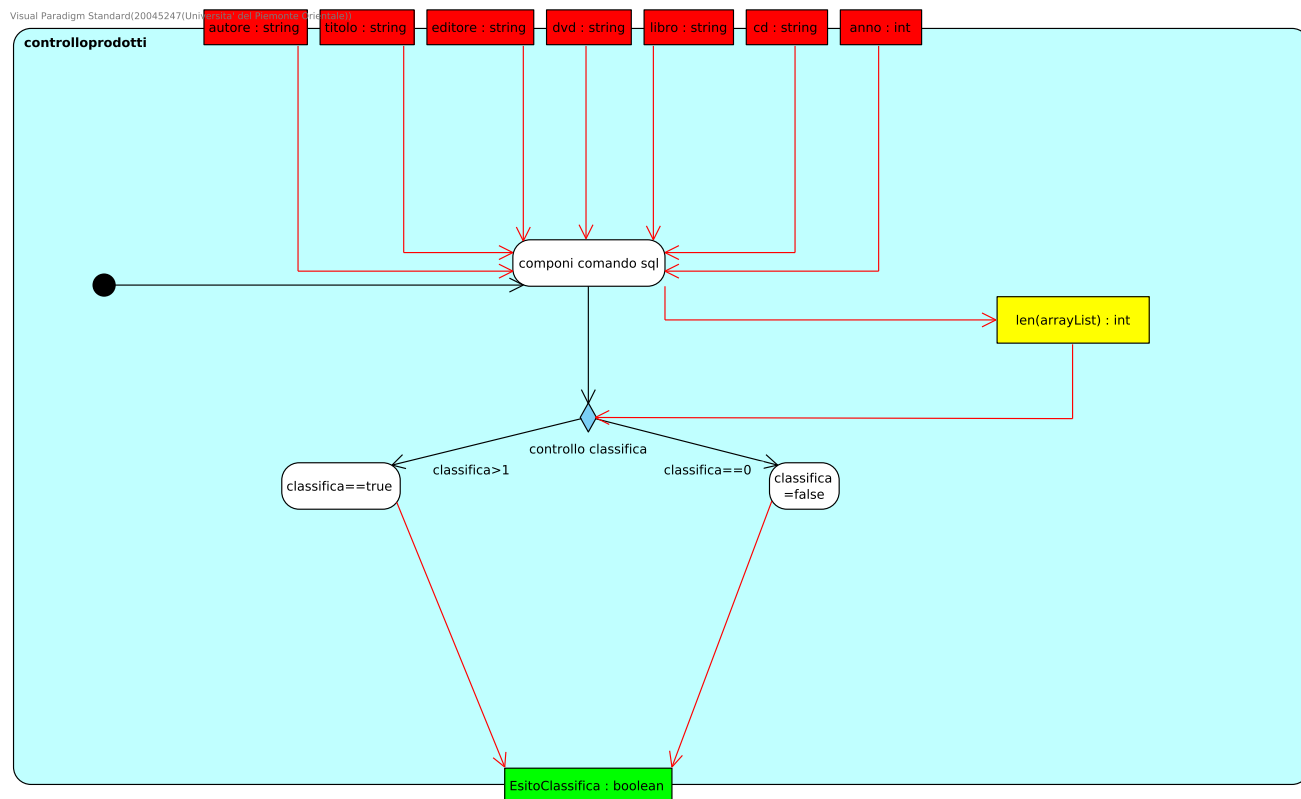 Visual Paradigm Standard(20045247(Universita' del Piemonte Orientale))
autore : string
titolo : string
editore : string
dvd : string
libro : string
cd : string
anno : int
controlloprodotti
componi comando sql
len(arrayList) : int
controllo classifica
classifica>1
classifica==0
classifica==true
classifica
=false
EsitoClassifica : boolean